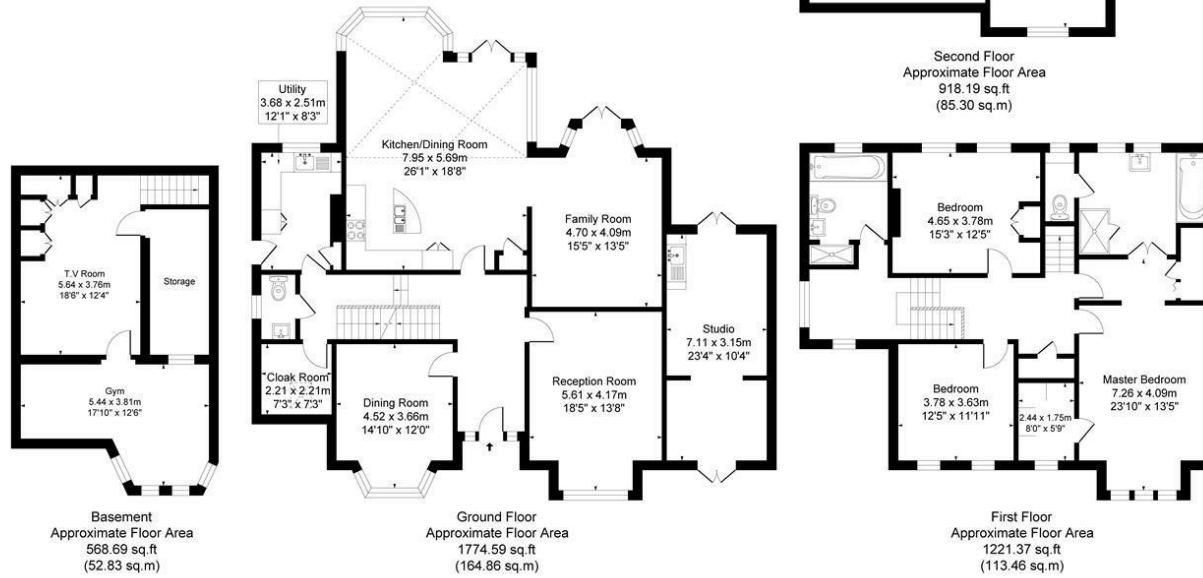 Second Floor
Approximate Floor Area
918.19 sq.ft
(85.30 sq.m)
Utility
3.68 x 2.51m
12'1" x 8'3"
Kitchen/Dining Room
7.95 x 5.69m
26'1" x 18'8"
Family Room
4.70 x 4.09m
15'5" x 13'5"
Studio
7.11 x 3.15m
23'4" x 10'4"
Cloak Room
2.21 x 2.21m
7'3" x 7'3"
Dining Room
4.52 x 3.66m
14'10" x 12'0"
Reception Room
5.61 x 4.17m
18'5" x 13'8"
Ground Floor
Approximate Floor Area
1774.59 sq.ft
(164.86 sq.m)
T.V Room
5.64 x 3.76m
18'6" x 12'4"
Storage
Gym
5.44 x 3.81m
17'10" x 12'6"
Basement
Approximate Floor Area
568.69 sq.ft
(52.83 sq.m)
Bedroom
4.65 x 3.78m
15'3" x 12'5"
Bedroom
3.78 x 3.63m
12'5" x 11'11"
2.44 x 1.75m
8'0" x 5'9"
Master Bedroom
7.26 x 4.09m
23'10" x 13'5"
First Floor
Approximate Floor Area
1221.37 sq.ft
(113.46 sq.m)